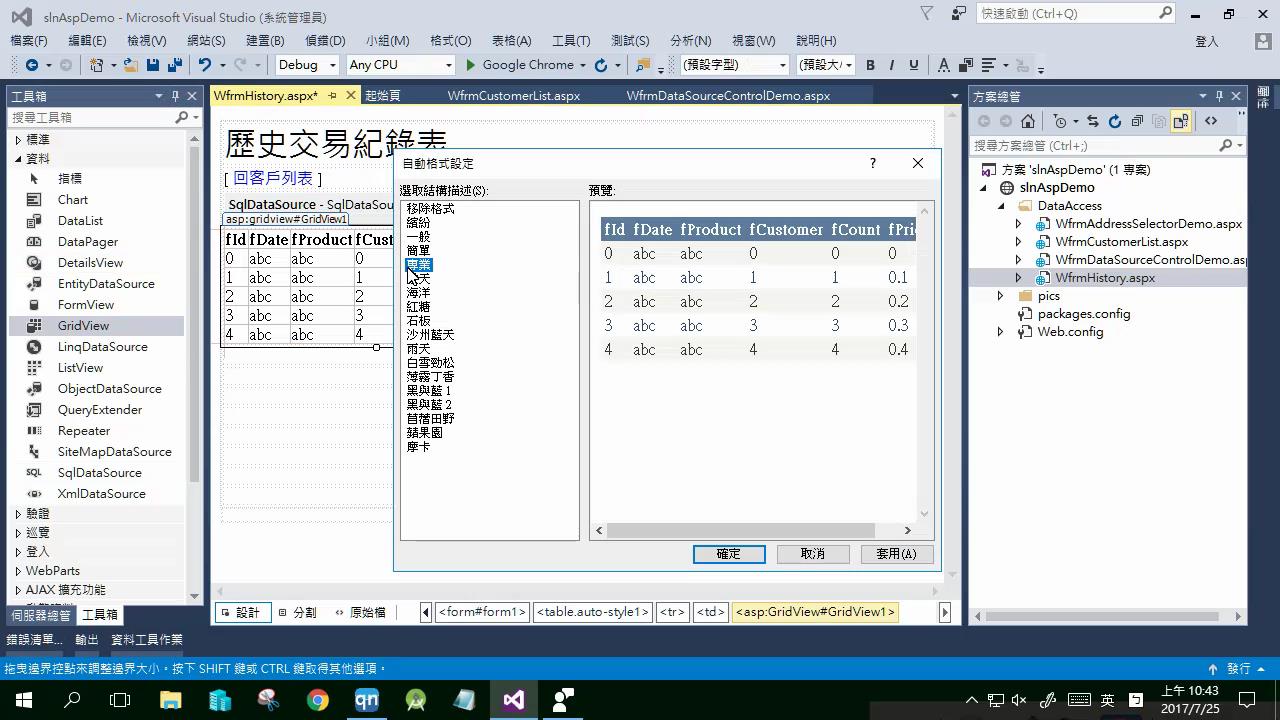 slnAspDemo - Microsoft Visual Studio (系統管理員)
快速啟動 (Ctrl+Q)
檔案(F) 編輯(E) 檢視(V) 網站(S) 建置(B) 偵錯(D) 小組(M) 格式(O) 表格(A) 工具(T) 測試(S) 分析(N) 視窗(W) 說明(H)
登入
Debug Any CPU Google Chrome (預設字型) (預設大 B I U A
工具箱
搜尋工具箱
標準
資料
指標
Chart
DataList
DataPager
DetailsView
EntityDataSource
FormView
GridView
LinqDataSource
ListView
ObjectDataSource
QueryExtender
Repeater
SiteMapDataSource
SQL SqlDataSource
XmlDataSource
驗證
巡覽
登入
WebParts
AJAX 擴充功能
伺服器總管 工具箱
WfrmHistory.aspx* 起始頁 WfrmCustomerList.aspx WfrmDataSourceControlDemo.aspx
歷史交易紀錄表
[ 回客戶列表 ]
SqlDataSource - SqlDataSou
asp:gridview#GridView1
fId fDate fProduct fCust
0 abc abc 0
1 abc abc 1
2 abc abc 2
3 abc abc 3
4 abc abc 4
自動格式設定
? ×
選取結構描述(S):
移除格式
繽紛
一般
簡單
專業
天
海洋
紅糖
石板
沙州藍天
雨天
白雪勁松
薄霧丁香
黑與藍 1
黑與藍 2
苜蓿田野
蘋果園
摩卡
預覽:
fId fDate fProduct fCustomer fCount fPri
0 abc abc 0 0 0
1 abc abc 1 1 0.1
2 abc abc 2 2 0.2
3 abc abc 3 3 0.3
4 abc abc 4 4 0.4
確定 取消 套用(A)
設計 分割 原始檔 <form#form1> <table.auto-style1> <tr> <td> <asp:GridView#GridView1>
方案總管
搜尋方案總管 (Ctrl+;)
方案 'slnAspDemo' (1 專案)
slnAspDemo
DataAccess
WfrmAddressSelectorDemo.aspx
WfrmCustomerList.aspx
WfrmDataSourceControlDemo.asp
WfrmHistory.aspx
pics
packages.config
Web.config
錯誤清單... 輸出 資料工具作業
拖曳邊界控點來調整邊界大小。按下 SHIFT 鍵或 CTRL 鍵取得其他選項。
發行
qn
英
上午 10:43
2017/7/25